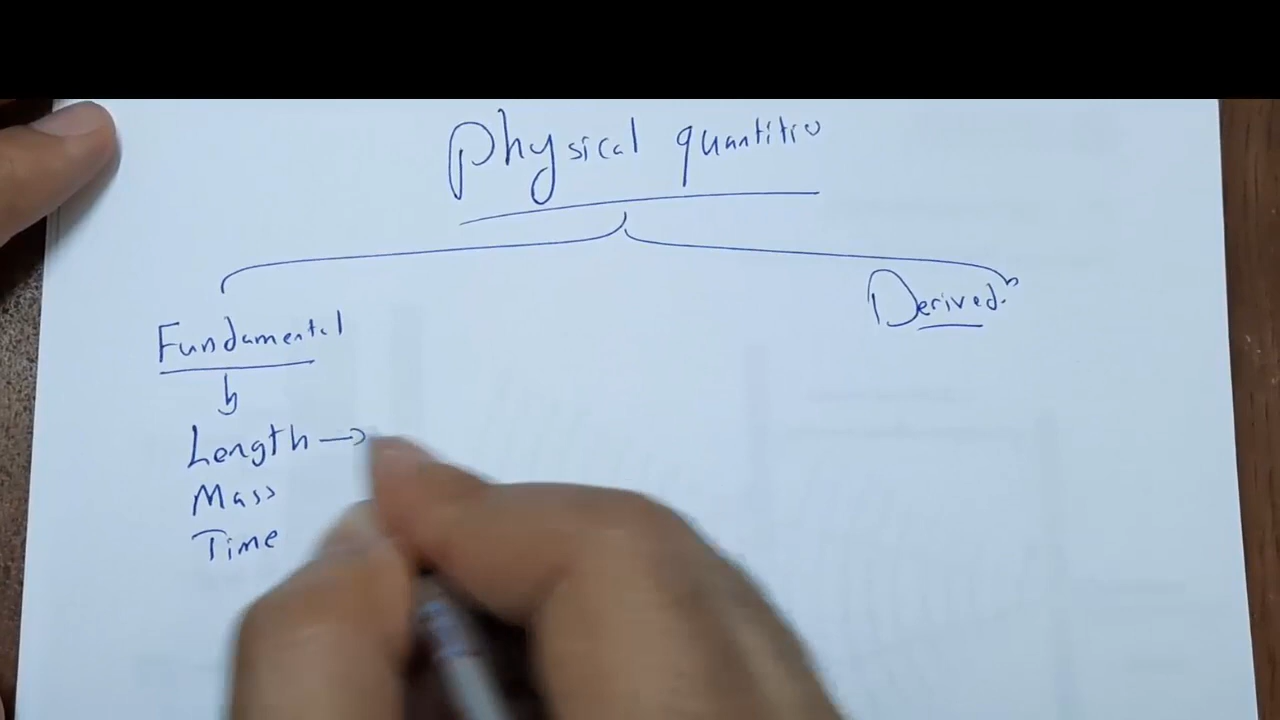 Physical quantities
Derived.
Fundamental
Length →
Mass
Time